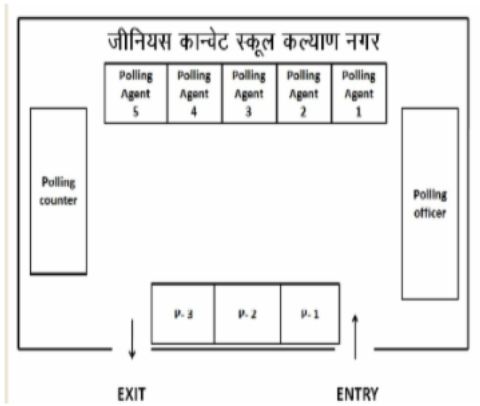 जीनियस कान्वेट स्कूल कल्याण नगर
Polling Agent 5
Polling Agent 4
Polling Agent 3
Polling Agent 2
Polling Agent 1
Polling
counter
Polling
officer
P-3
P-2
P-1
EXIT
ENTRY